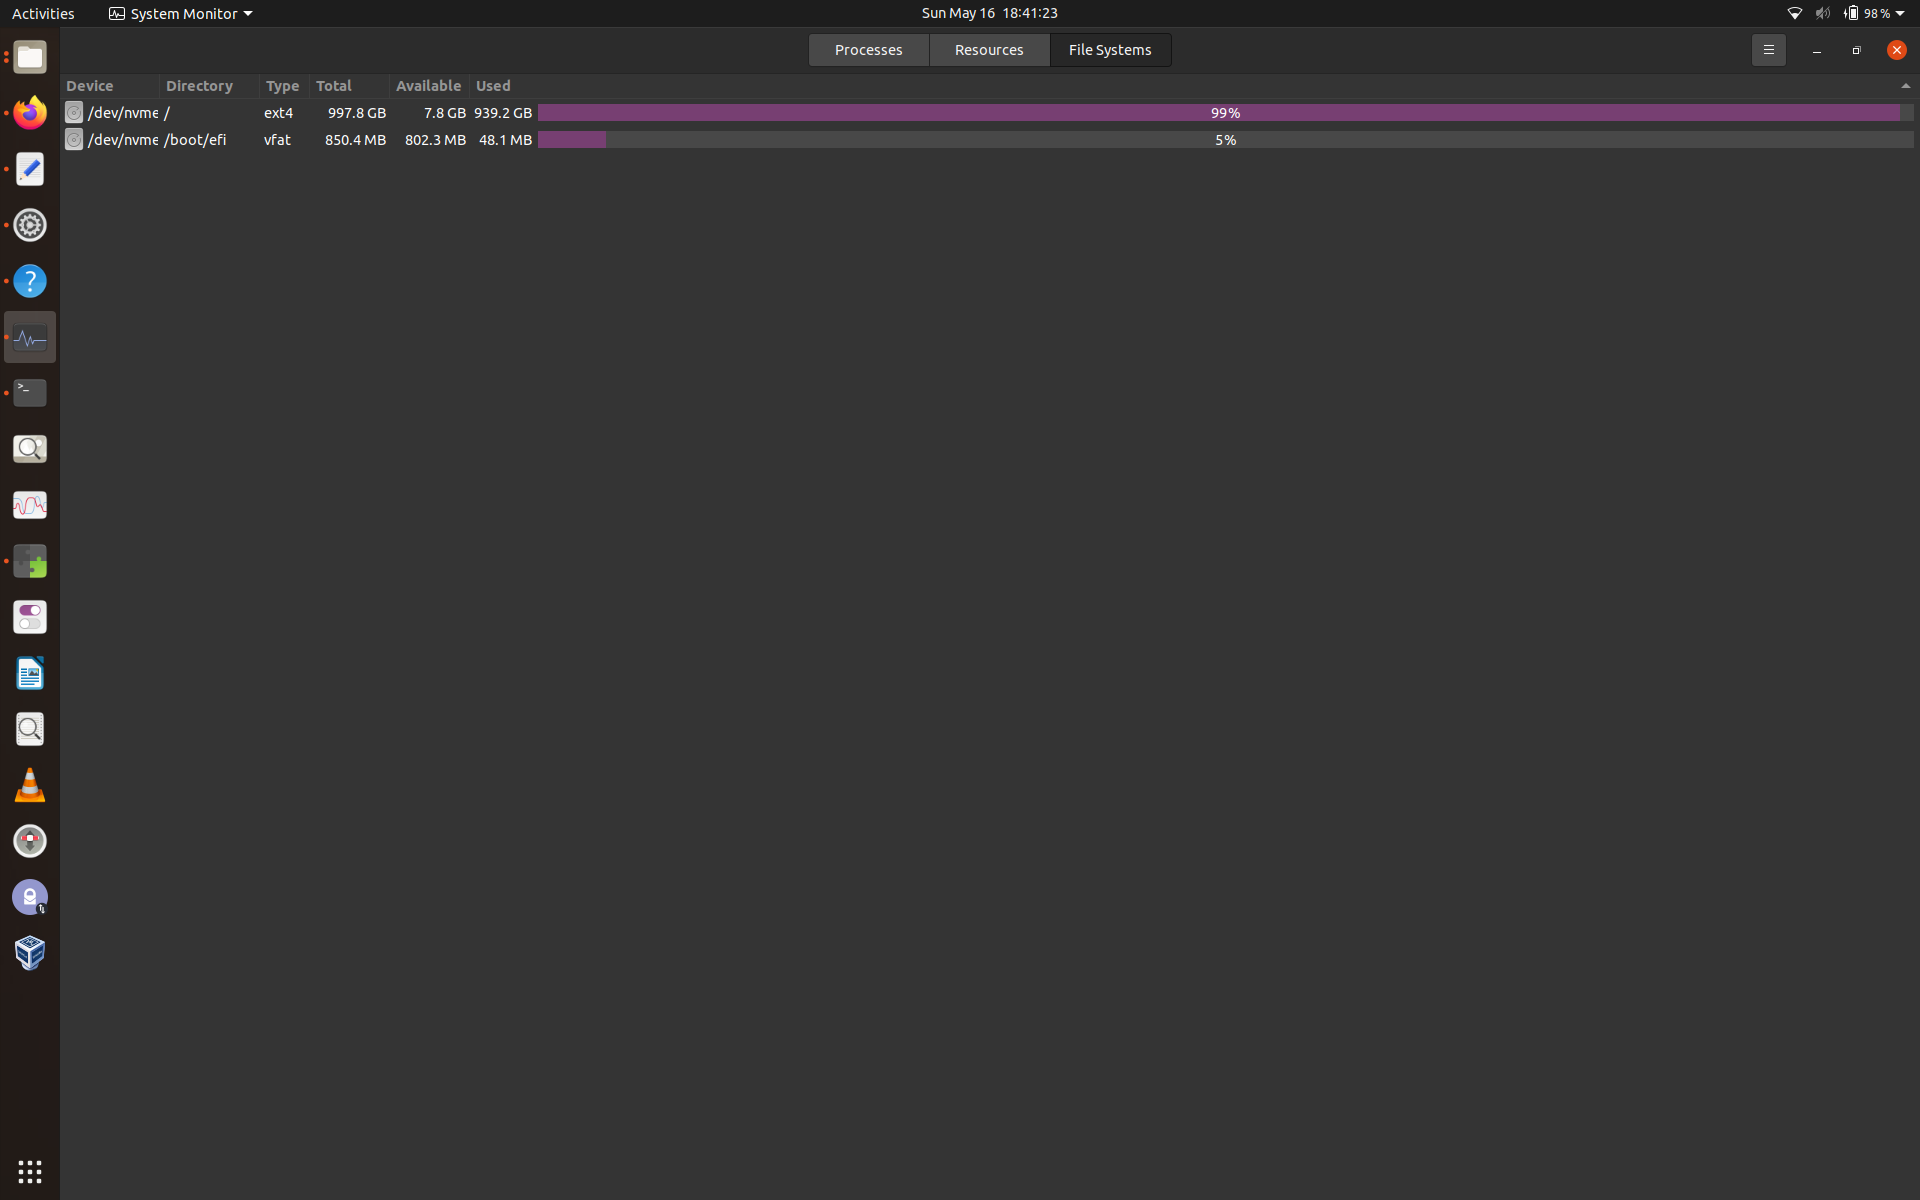 Activities System Monitor Sun May 16 18:41:23 98 %
Processes Resources File Systems
Device Directory Type Total Available Used
/dev/nvme / ext4 997.8 GB 7.8 GB 939.2 GB 99%
/dev/nvme /boot/efi vfat 850.4 MB 802.3 MB 48.1 MB 5%